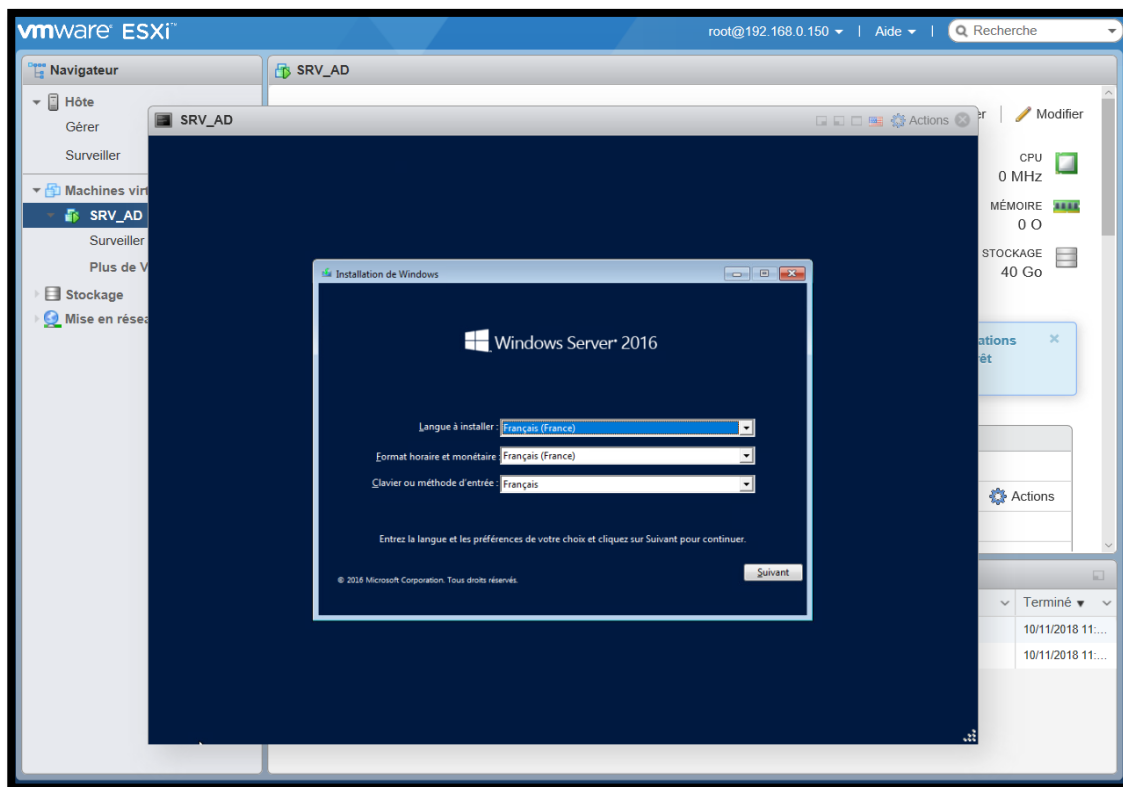 vmware ESXi™
root@192.168.0.150 | Aide | Recherche
Navigateur
SRV_AD
Hôte
Gérer
Surveiller
Machines virt
SRV_AD
Surveiller
Plus de V
Stockage
Mise en résea
SRV_AD
Actions
er | Modifier
CPU
0 MHz
MÉMOIRE
0 O
STOCKAGE
40 Go
Installation de Windows
Windows Server 2016
Langue à installer : Français (France)
Format horaire et monétaire : Français (France)
Clavier ou méthode d'entrée : Français
Entrez la langue et les préférences de votre choix et cliquez sur Suivant pour continuer.
© 2016 Microsoft Corporation. Tous droits réservés.
Suivant
ations
rêt
Actions
Terminé
10/11/2018 11:...
10/11/2018 11:...